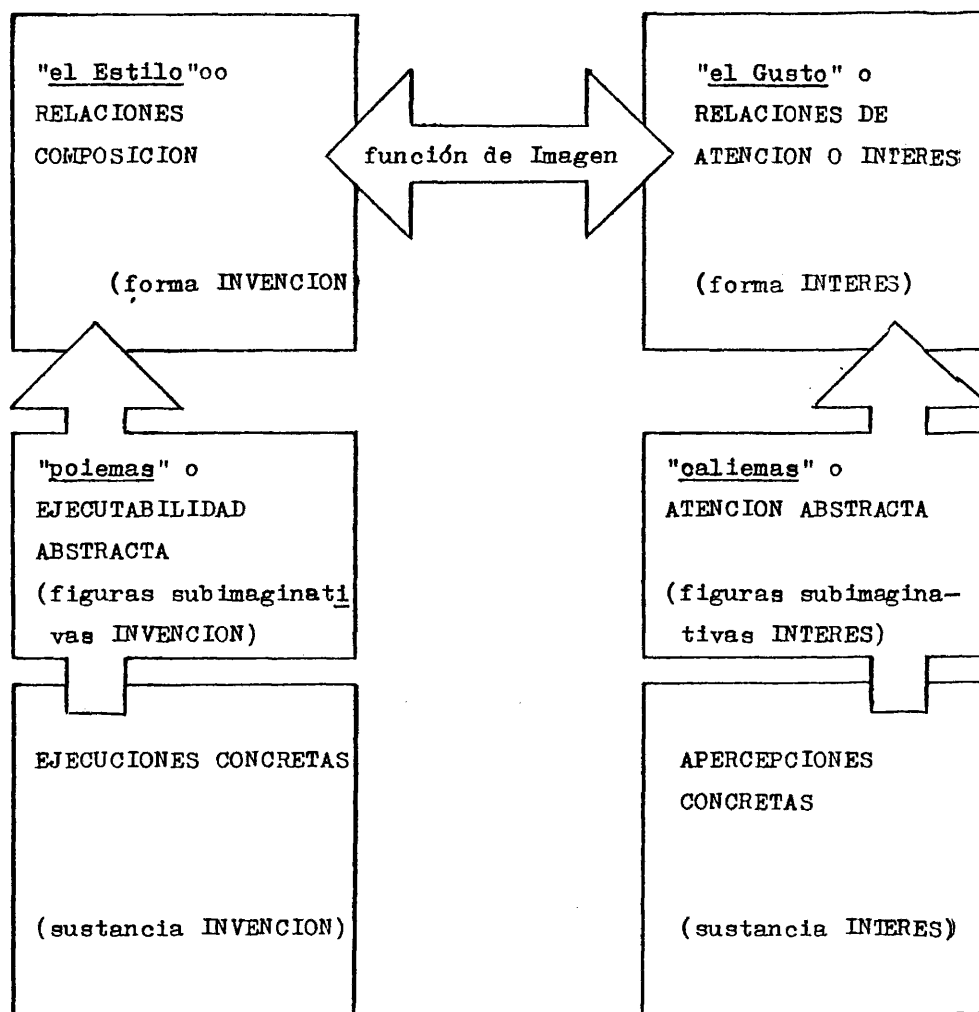 "el Estilo"oo
RELACIONES
COMPOSICION
(forma INVENCION)
función de Imagen
"el Gusto" o
RELACIONES DE
ATENCION O INTERES
(forma INTERES)
"poiemas" o
EJECUTABILIDAD
ABSTRACTA
(figuras subimaginati
vas INVENCION)
"caliemas" o
ATENCION ABSTRACTA
(figuras subimagina-
tivas INTERES)
EJECUCIONES CONCRETAS
(sustancia INVENCION)
APERCEPCIONES
CONCRETAS
(sustancia INTERES)